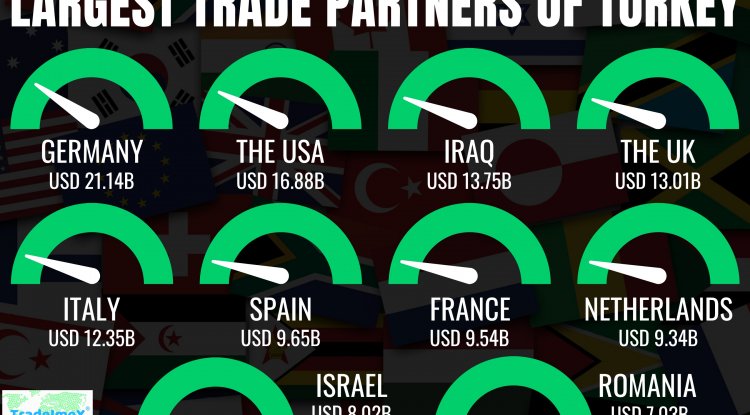 LARGEST TRADE PARTNERS OF TURKEY
GERMANY
USD 21.14B
THE USA
USD 16.88B
IRAQ
USD 13.75B
THE UK
USD 13.01B
ITALY
USD 12.35B
SPAIN
USD 9.65B
FRANCE
USD 9.54B
NETHERLANDS
USD 9.34B
ISRAEL
USD 8.02B
ROMANIA
USD 7.02B
TradeImeX